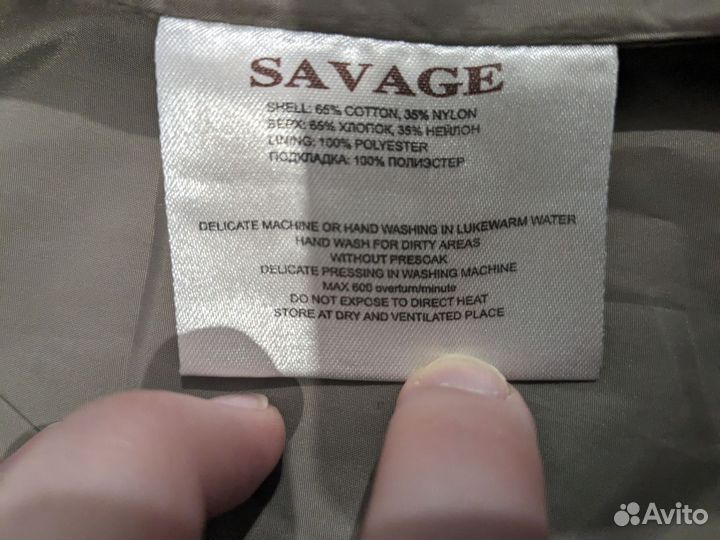 SAVAGE
SHELL: 65% COTTON, 35% NYLON
ВЕРХ: 65% ХЛОПОК, 35% НЕЙЛОН
LINING: 100% POLYESTER
ПОДКЛАДКА: 100% ПОЛИЭСТЕР
DELICATE MACHINE OR HAND WASHING IN LUKEWARM WATER
HAND WASH FOR DIRTY AREAS
WITHOUT PRESOAK
DELICATE PRESSING IN WASHING MACHINE
MAX 600 overturn/minute
DO NOT EXPOSE TO DIRECT HEAT
STORE AT DRY AND VENTILATED PLACE
Avito